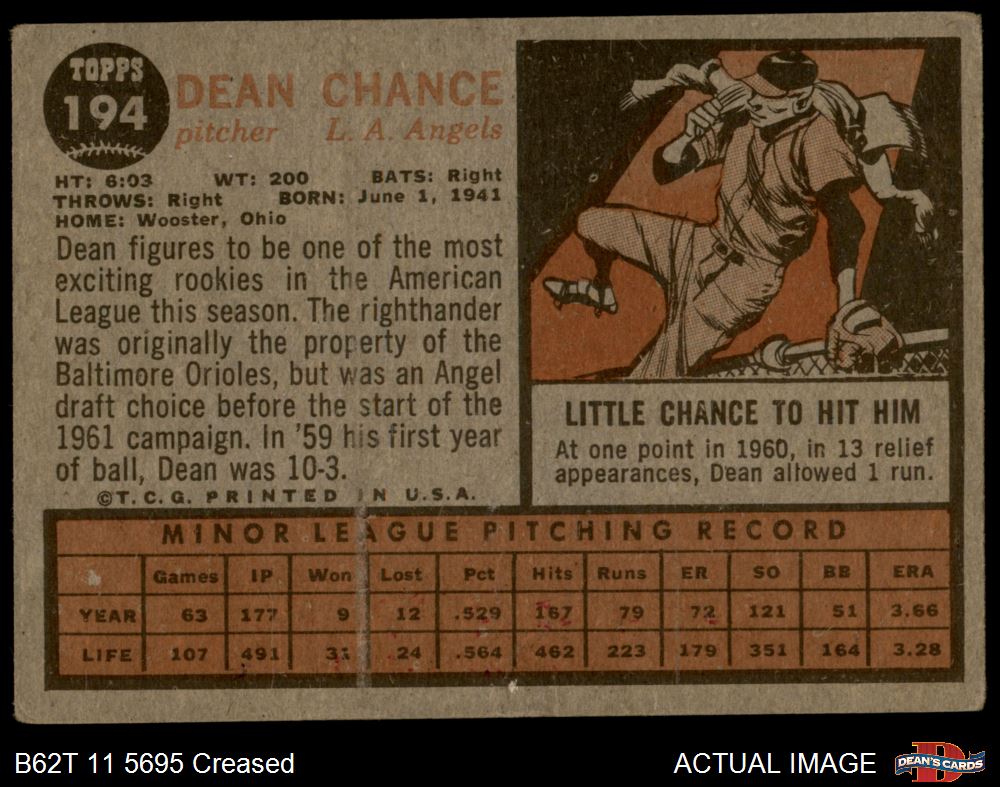 TOPPS
194
DEAN CHANCE
pitcher L. A. Angels
HT: 6:03 WT: 200 BATS: Right
THROWS: Right BORN: June 1, 1941
HOME: Wooster, Ohio
Dean figures to be one of the most
exciting rookies in the American
League this season. The righthander
was originally the property of the
Baltimore Orioles, but was an Angel
draft choice before the start of the
1961 campaign. In '59 his first year
of ball, Dean was 10-3.
©T.C.G. PRINTED IN U.S.A.
LITTLE CHANCE TO HIT HIM
At one point in 1960, in 13 relief
appearances, Dean allowed 1 run.
MINOR LEAGUE PITCHING RECORD
Games IP Won Lost Pct Hits Runs ER SO BB ERA
YEAR 63 177 9 12 .529 167 79 72 121 51 3.66
LIFE 107 491 31 24 .564 462 223 179 351 164 3.28
B62T 11 5695 Creased
ACTUAL IMAGE
D
DEAN'S CARDS